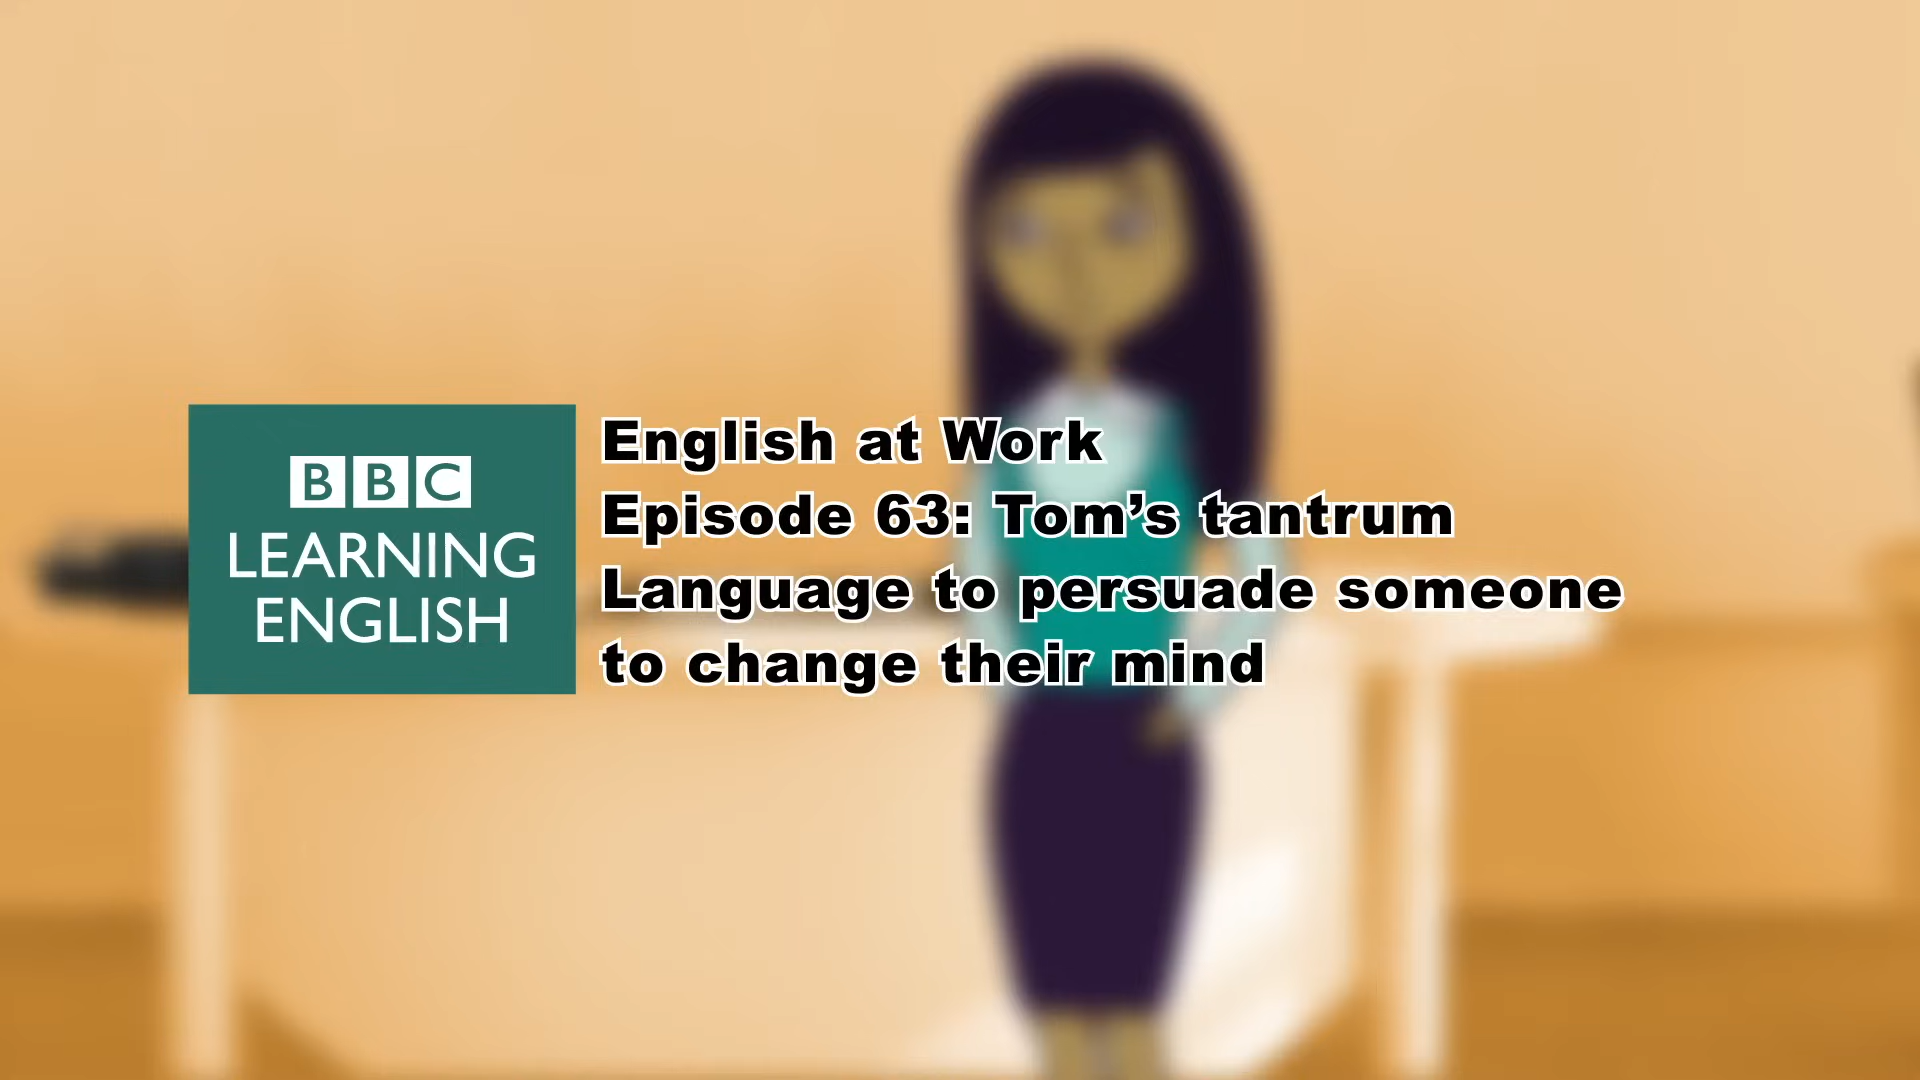 BBC
LEARNING
ENGLISH
English at Work
Episode 63: Tom’s tantrum
Language to persuade someone
to change their mind